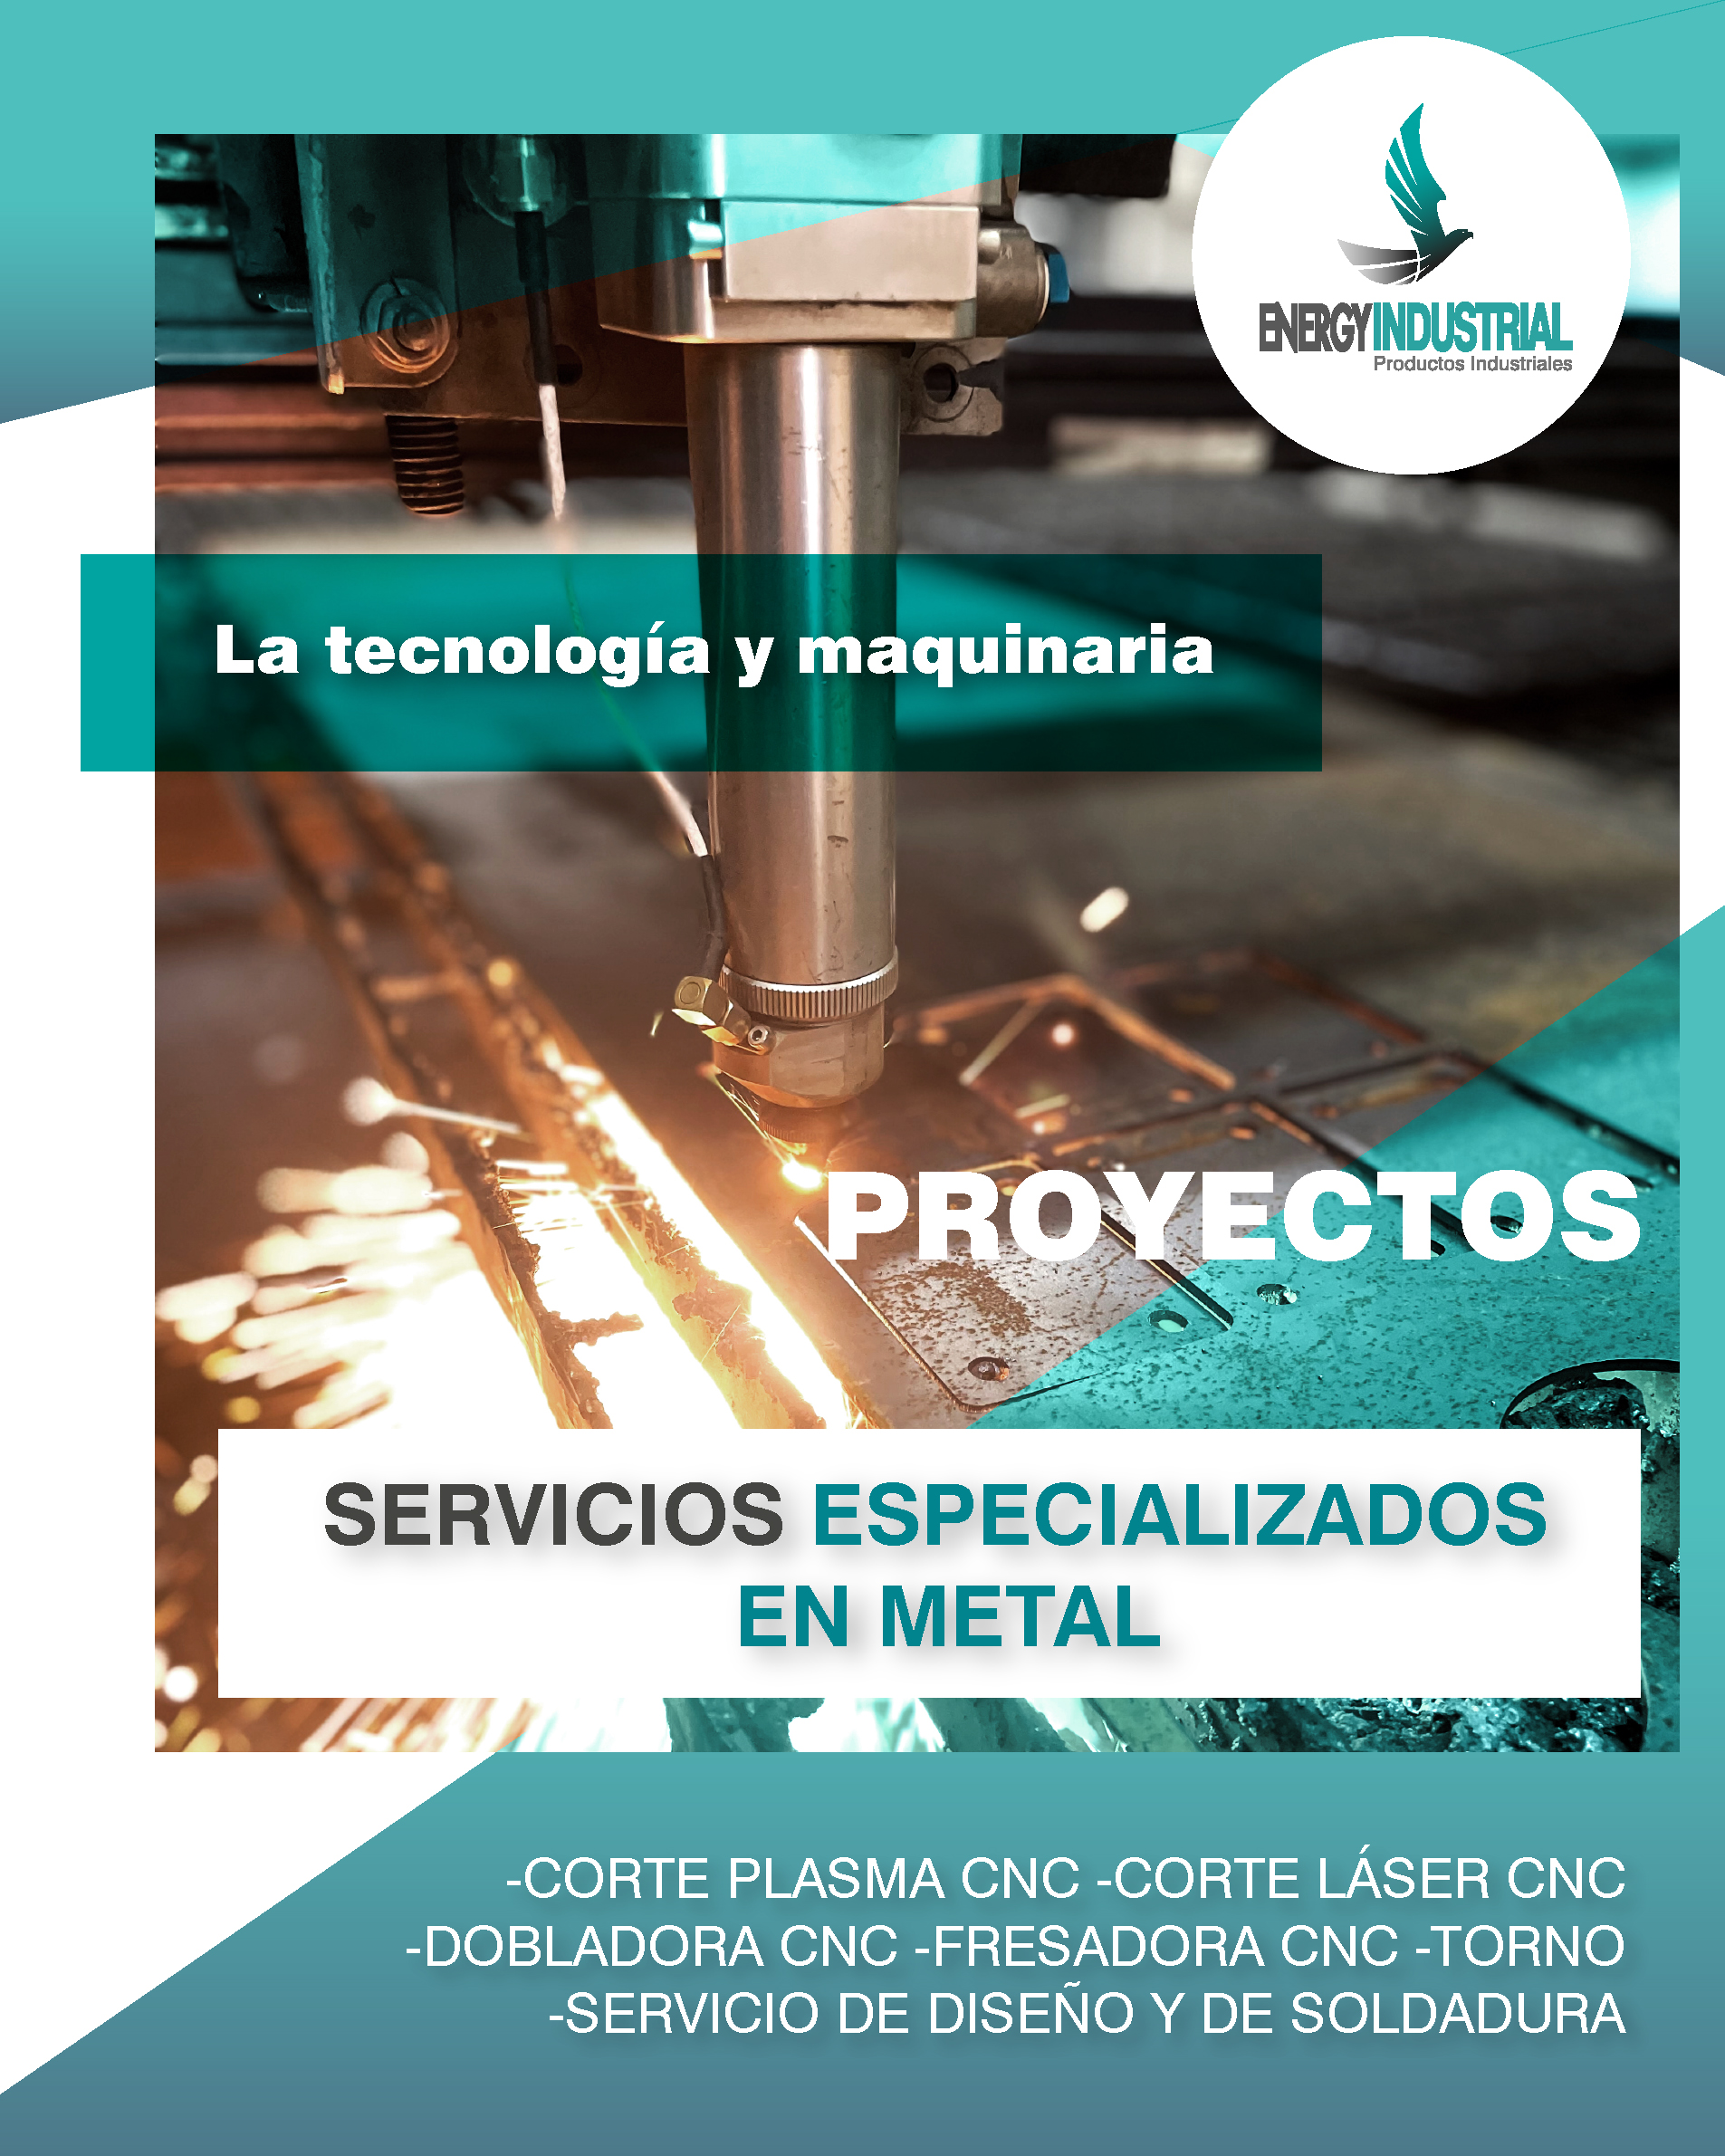 ENERGYINDUSTRIAL
Productos Industriales
La tecnología y maquinaria
PROYECTOS
SERVICIOS ESPECIALIZADOS
EN METAL
-CORTE PLASMA CNC -CORTE LÁSER CNC
-DOBLADORA CNC -FRESADORA CNC -TORNO
-SERVICIO DE DISEÑO Y DE SOLDADURA